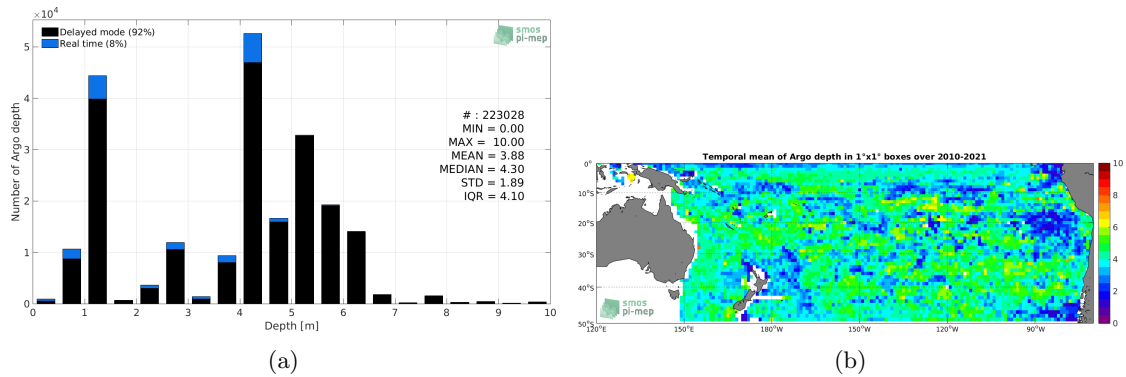 ×10⁴
Delayed mode (92%)
Real time (8%)
smos
pi-mep
5
4
3
2
1
0
Number of Argo depth
# : 223028
MIN = 0.00
MAX = 10.00
MEAN = 3.88
MEDIAN = 4.30
STD = 1.89
IQR = 4.10
0 1 2 3 4 5 6 7 8 9 10
Depth [m]
(a)
Temporal mean of Argo depth in 1°x1° boxes over 2010-2021
0°
10°S
20°S
30°S
40°S
50°S
120°E 150°E 180°W 150°W 120°W 90°W
smos
pi-mep
10
8
6
4
2
0
(b)